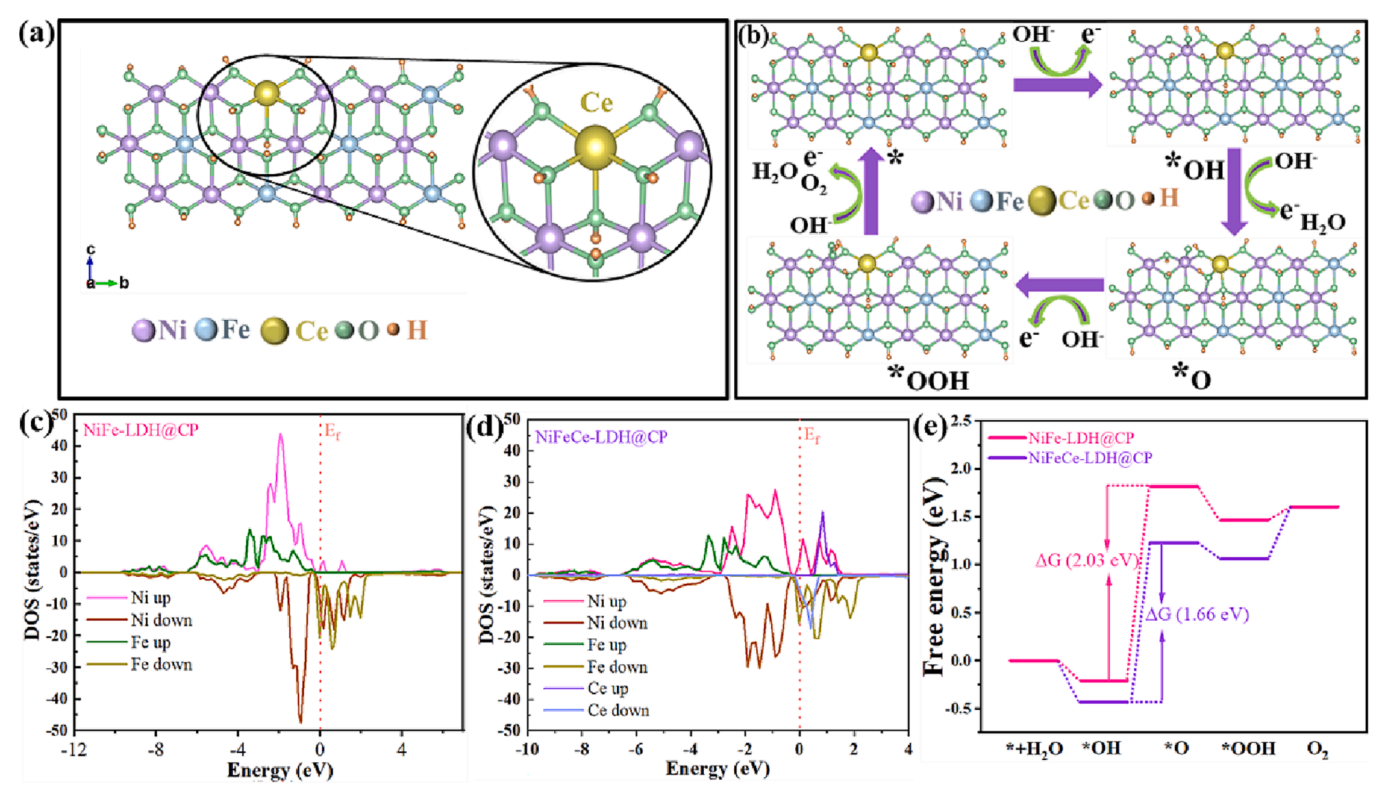 (a)
Ce
c
a b
Ni Fe Ce O H
(b)
OH- e-
*
*OH
OH-
e-
H2O
H2O e-
O2
OH-
Ni Fe Ce O H
e- OH-
*OOH
*O
(c)
NiFe-LDH@CP
Ef
DOS (states/eV)
50
40
30
20
10
0
-10
-20
-30
-40
-50
Ni up
Ni down
Fe up
Fe down
-12 -8 -4 0 4
Energy (eV)
(d)
NiFeCe-LDH@CP
Ef
DOS (states/eV)
50
40
30
20
10
0
-10
-20
-30
-40
-50
Ni up
Ni down
Fe up
Fe down
Ce up
Ce down
-10 -8 -6 -4 -2 0 2 4
Energy (eV)
(e)
NiFe-LDH@CP
NiFeCe-LDH@CP
Free energy (eV)
2.5
2.0
1.5
1.0
0.5
0.0
-0.5
ΔG (2.03 eV)
ΔG (1.66 eV)
*+H2O *OH *O *OOH O2